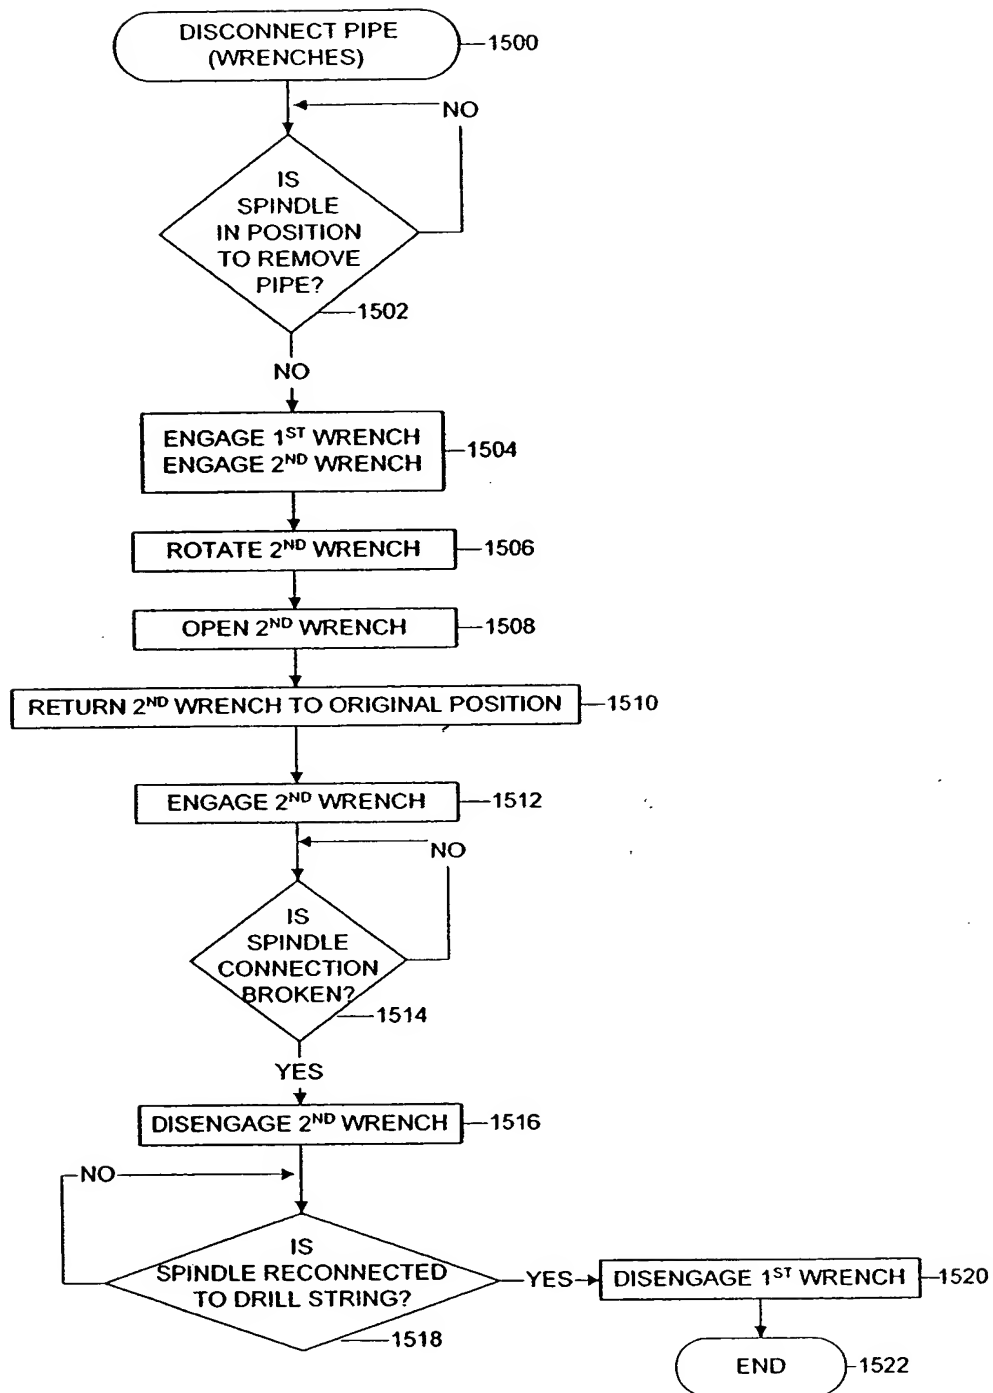 DISCONNECT PIPE
(WRENCHES)
1500
NO
IS
SPINDLE
IN POSITION
TO REMOVE
PIPE?
1502
NO
ENGAGE 1ST WRENCH
ENGAGE 2ND WRENCH
1504
ROTATE 2ND WRENCH
1506
OPEN 2ND WRENCH
1508
RETURN 2ND WRENCH TO ORIGINAL POSITION
1510
ENGAGE 2ND WRENCH
1512
NO
IS
SPINDLE
CONNECTION
BROKEN?
1514
YES
DISENGAGE 2ND WRENCH
1516
NO
IS
SPINDLE RECONNECTED
TO DRILL STRING?
1518
YES
DISENGAGE 1ST WRENCH
1520
END
1522